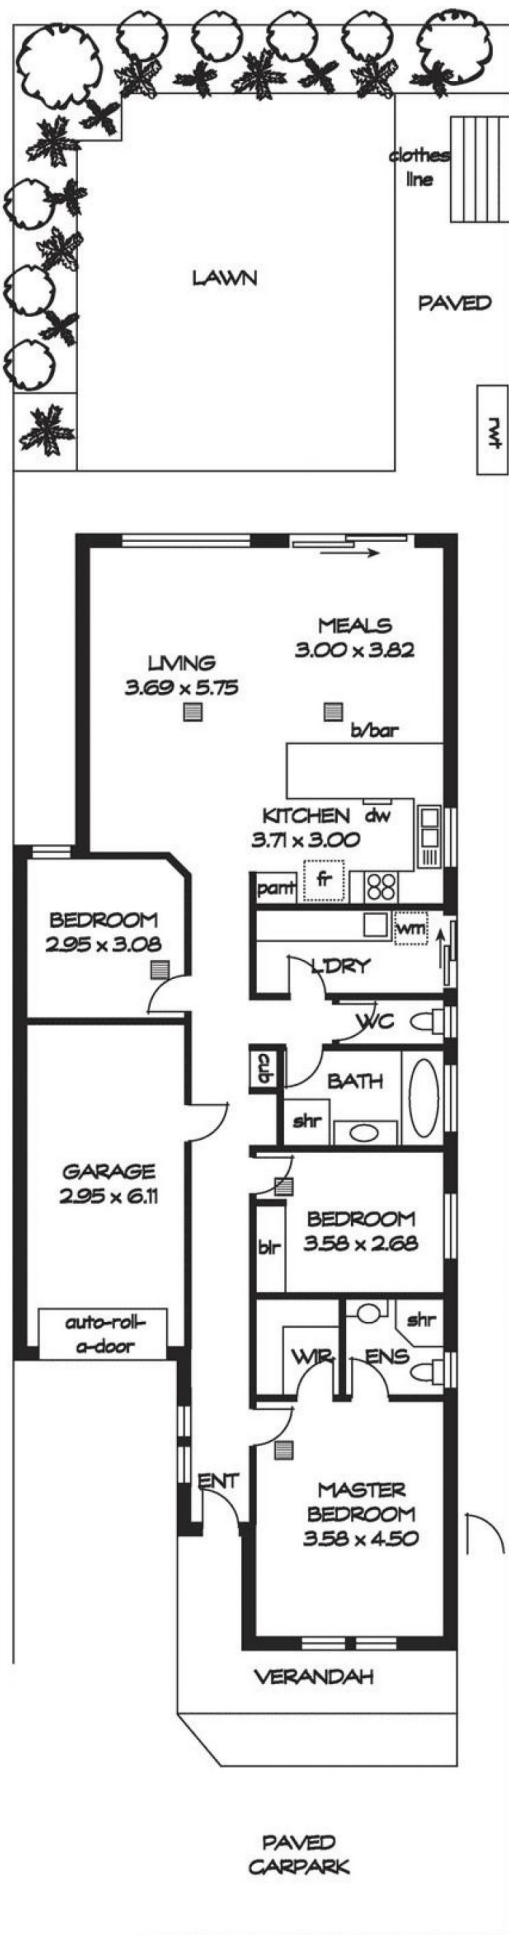 clothes
line
LAWN
PAVED
rwt
MEALS
3.00 x 3.82
LIVING
3.69 x 5.75
b/bar
KITCHEN
dw
3.71 x 3.00
pant
fr
BEDROOM
2.95 x 3.08
wm
L'DRY
WC
cub
BATH
shr
GARAGE
2.95 x 6.11
BEDROOM
3.58 x 2.68
blr
auto-roll-
a-door
shr
WIR
ENS
ENT
MASTER
BEDROOM
3.58 x 4.50
VERANDAH
PAVED
CARPARK